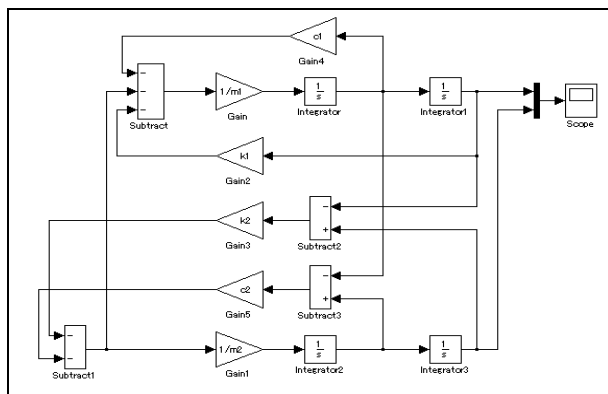 c1
Gain4
−
−
−
Subtract
1/m1
Gain
1
s
Integrator
1
s
Integrator1
Scope
k1
Gain2
k2
Gain3
−
+
Subtract2
c2
Gain5
−
+
Subtract3
−
−
Subtract1
1/m2
Gain1
1
s
Integrator2
1
s
Integrator3